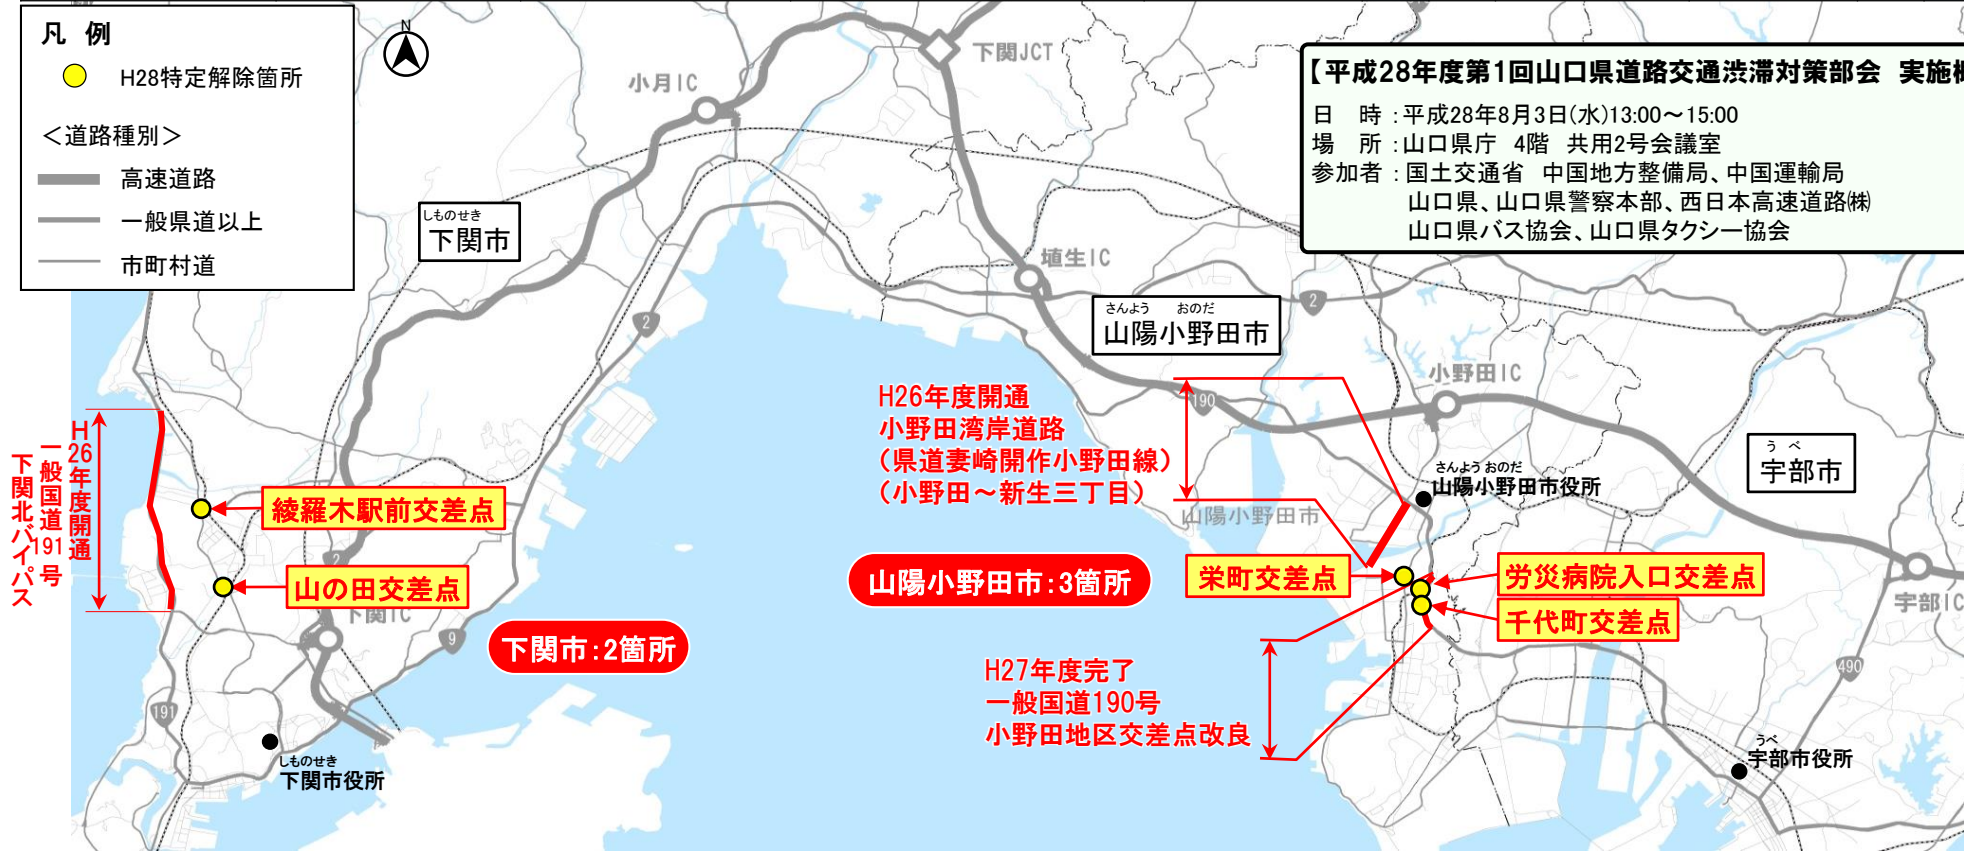 凡 例
H28特定解除箇所
＜道路種別＞
高速道路
一般県道以上
市町村道
N
小月IC
下関JCT
【平成28年度第1回山口県道路交通渋滞対策部会 実施概
日 時：平成28年8月3日(水)13:00～15:00
場 所：山口県庁 4階 共用2号会議室
参加者：国土交通省 中国地方整備局、中国運輸局
山口県、山口県警察本部、西日本高速道路㈱
山口県バス協会、山口県タクシー協会
しものせき
下関市
埴生IC
2
さんよう おのだ
山陽小野田市
2
小野田IC
190
H26年度開通
小野田湾岸道路
（県道妻崎開作小野田線）
（小野田～新生三丁目）
うべ
宇部市
さんようおのだ
山陽小野田市役所
山陽小野田市
H26年度開通
一般国道191号
下関北バイパス
綾羅木駅前交差点
2
山の田交差点
下関IC
9
下関市：2箇所
山陽小野田市：3箇所
栄町交差点
労災病院入口交差点
千代町交差点
宇部IC
490
H27年度完了
一般国道190号
小野田地区交差点改良
191
しものせき
下関市役所
うべ
宇部市役所